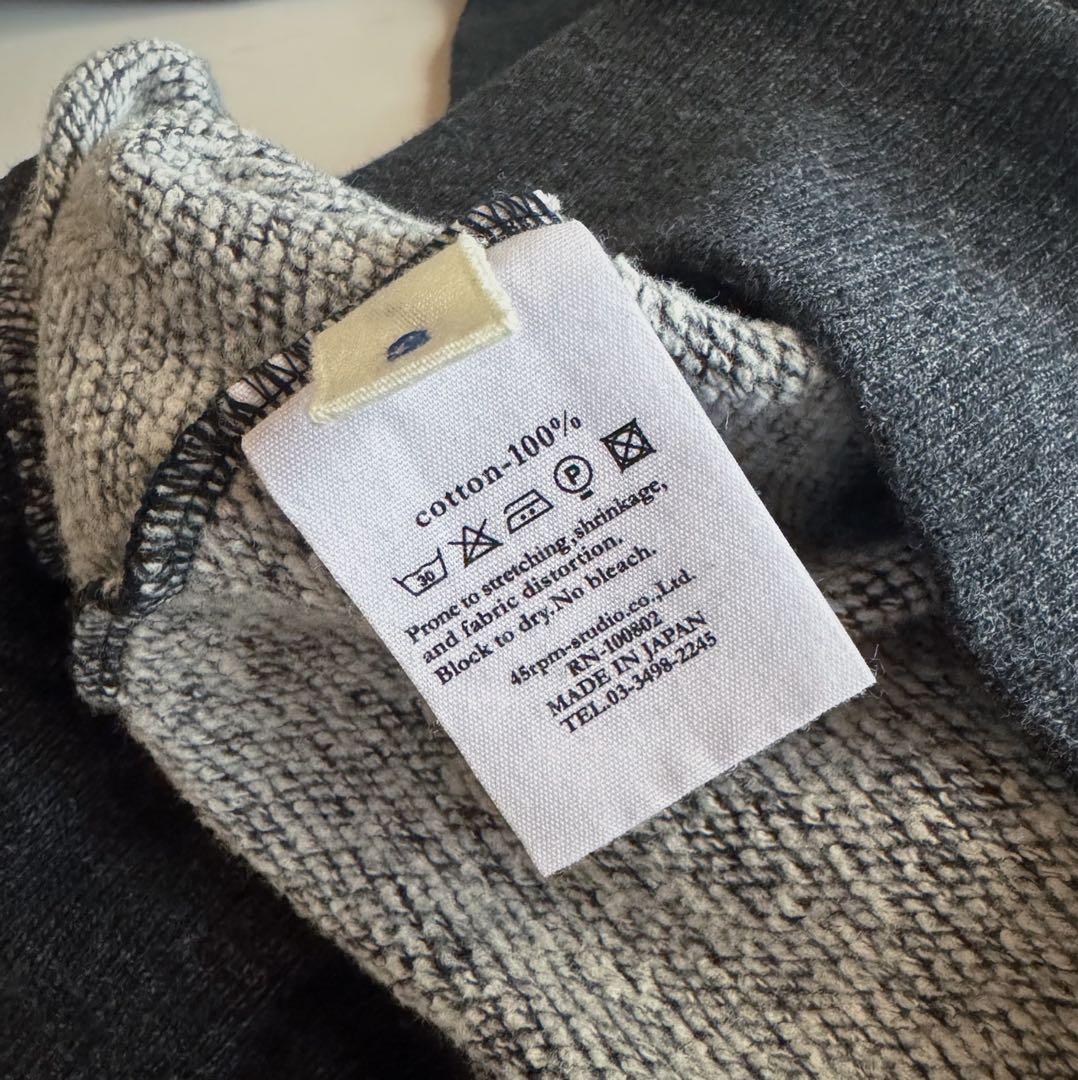 cotton-100%
30 P
Prone to stretching,shrinkage,
and fabric distortion.
Block to dry.No bleach.
45rpm-studio.co.,Ltd.
RN-100802
MADE IN JAPAN
TEL.03-3498-2245